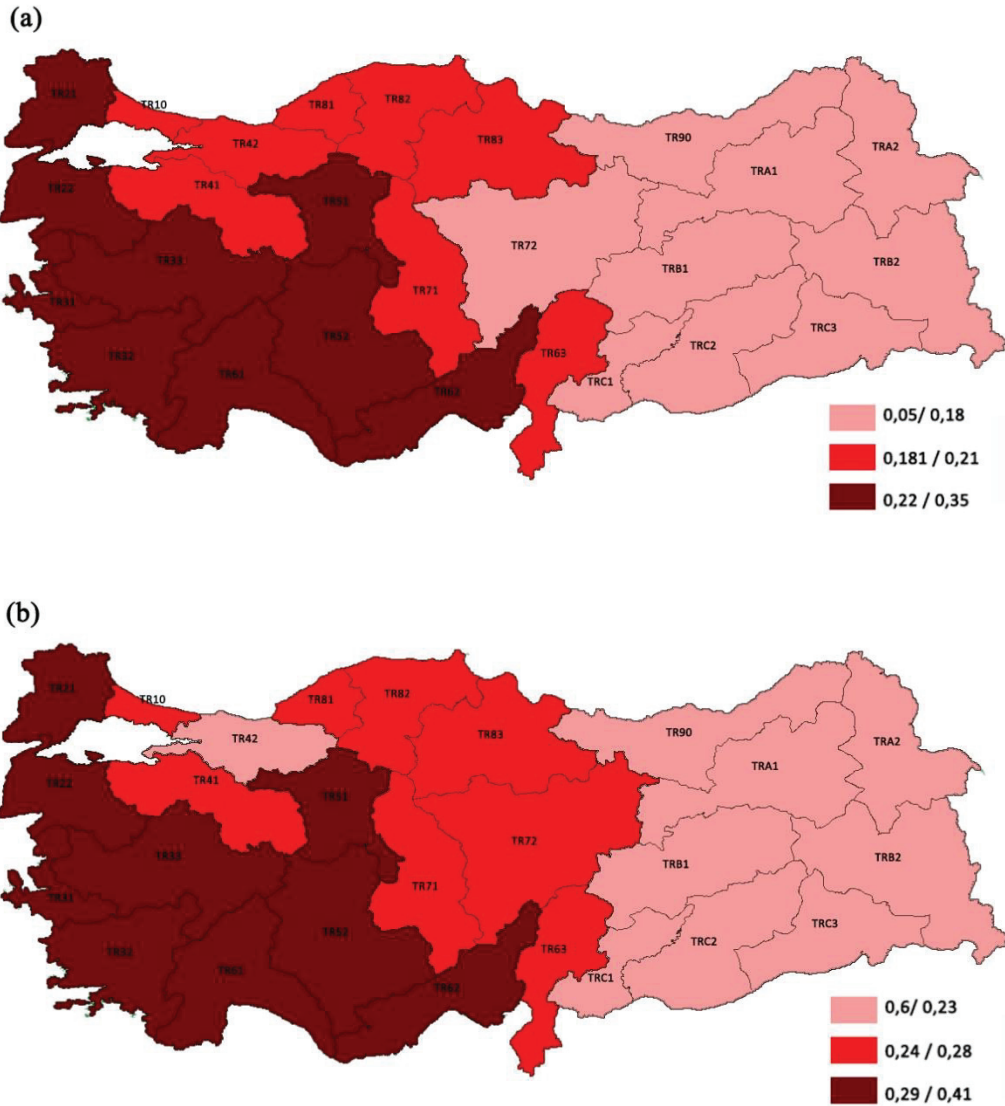 (a)
TR21
TR10
TR81
TR82
TR83
TR90
TRA2
TR42
TRA1
TR22
TR41
TR51
TR72
TR33
TRB1
TRB2
TR31
TR71
TR52
TR32
TR61
TR62
TR63
TRC1
TRC2
TRC3
0,05/ 0,18
0,181 / 0,21
0,22 / 0,35
(b)
TR21
TR10
TR81
TR82
TR83
TR90
TRA2
TR42
TRA1
TR22
TR41
TR51
TR72
TR33
TRB1
TRB2
TR31
TR71
TR52
TR32
TR61
TR62
TR63
TRC1
TRC2
TRC3
0,6/ 0,23
0,24 / 0,28
0,29 / 0,41